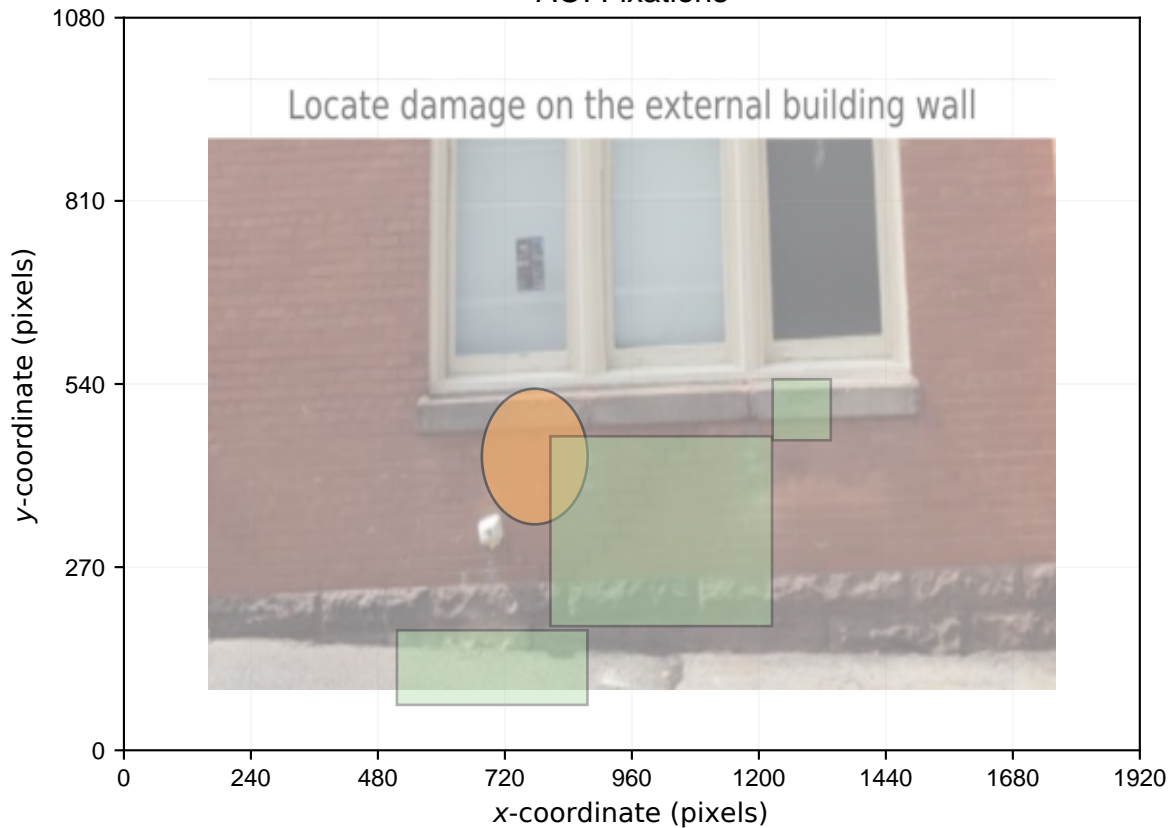 Fixations
1080
810
540
270
0
y-coordinate (pixels)
Locate damage on the external building wall
0 240 480 720 960 1200 1440 1680 1920
x-coordinate (pixels)